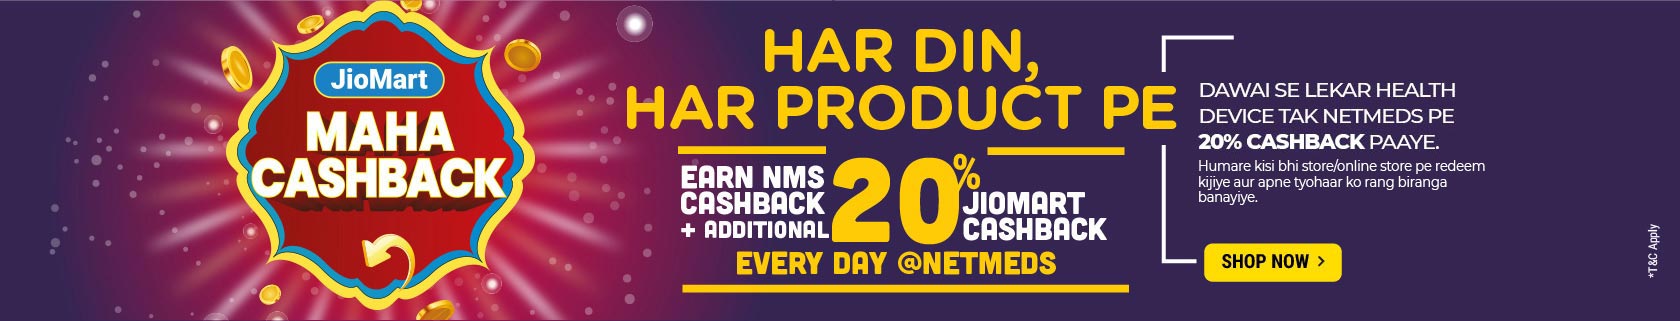 JioMart
MAHA
CASHBACK
HAR DIN,
HAR PRODUCT PE
EARN NMS
CASHBACK
+ ADDITIONAL
20%
JIOMART
CASHBACK
EVERY DAY @NETMEDS
DAWAI SE LEKAR HEALTH
DEVICE TAK NETMEDS PE
20% CASHBACK PAAYE.
Humare kisi bhi store/online store pe redeem
kijiye aur apne tyohaar ko rang biranga
banayiye.
SHOP NOW >
*T&C Apply